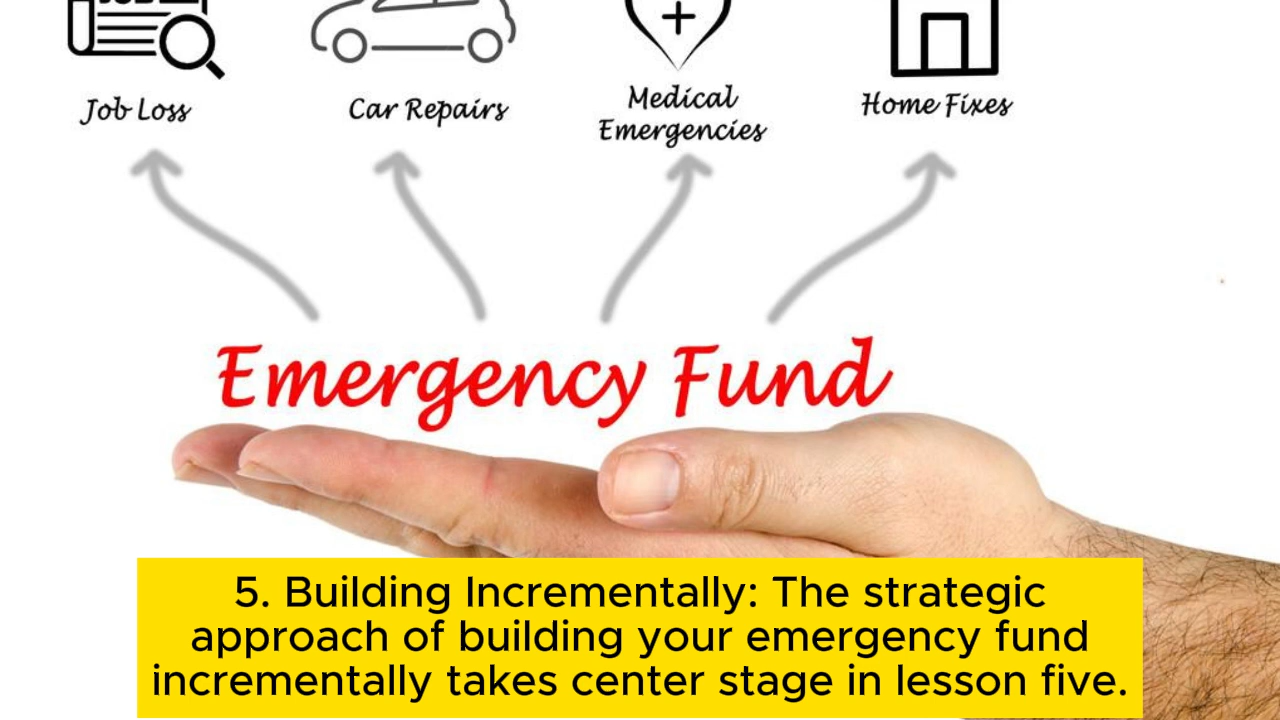 Job Loss
Car Repairs
Medical
Emergencies
Home Fixes
Emergency Fund
5. Building Incrementally: The strategic
approach of building your emergency fund
incrementally takes center stage in lesson five.